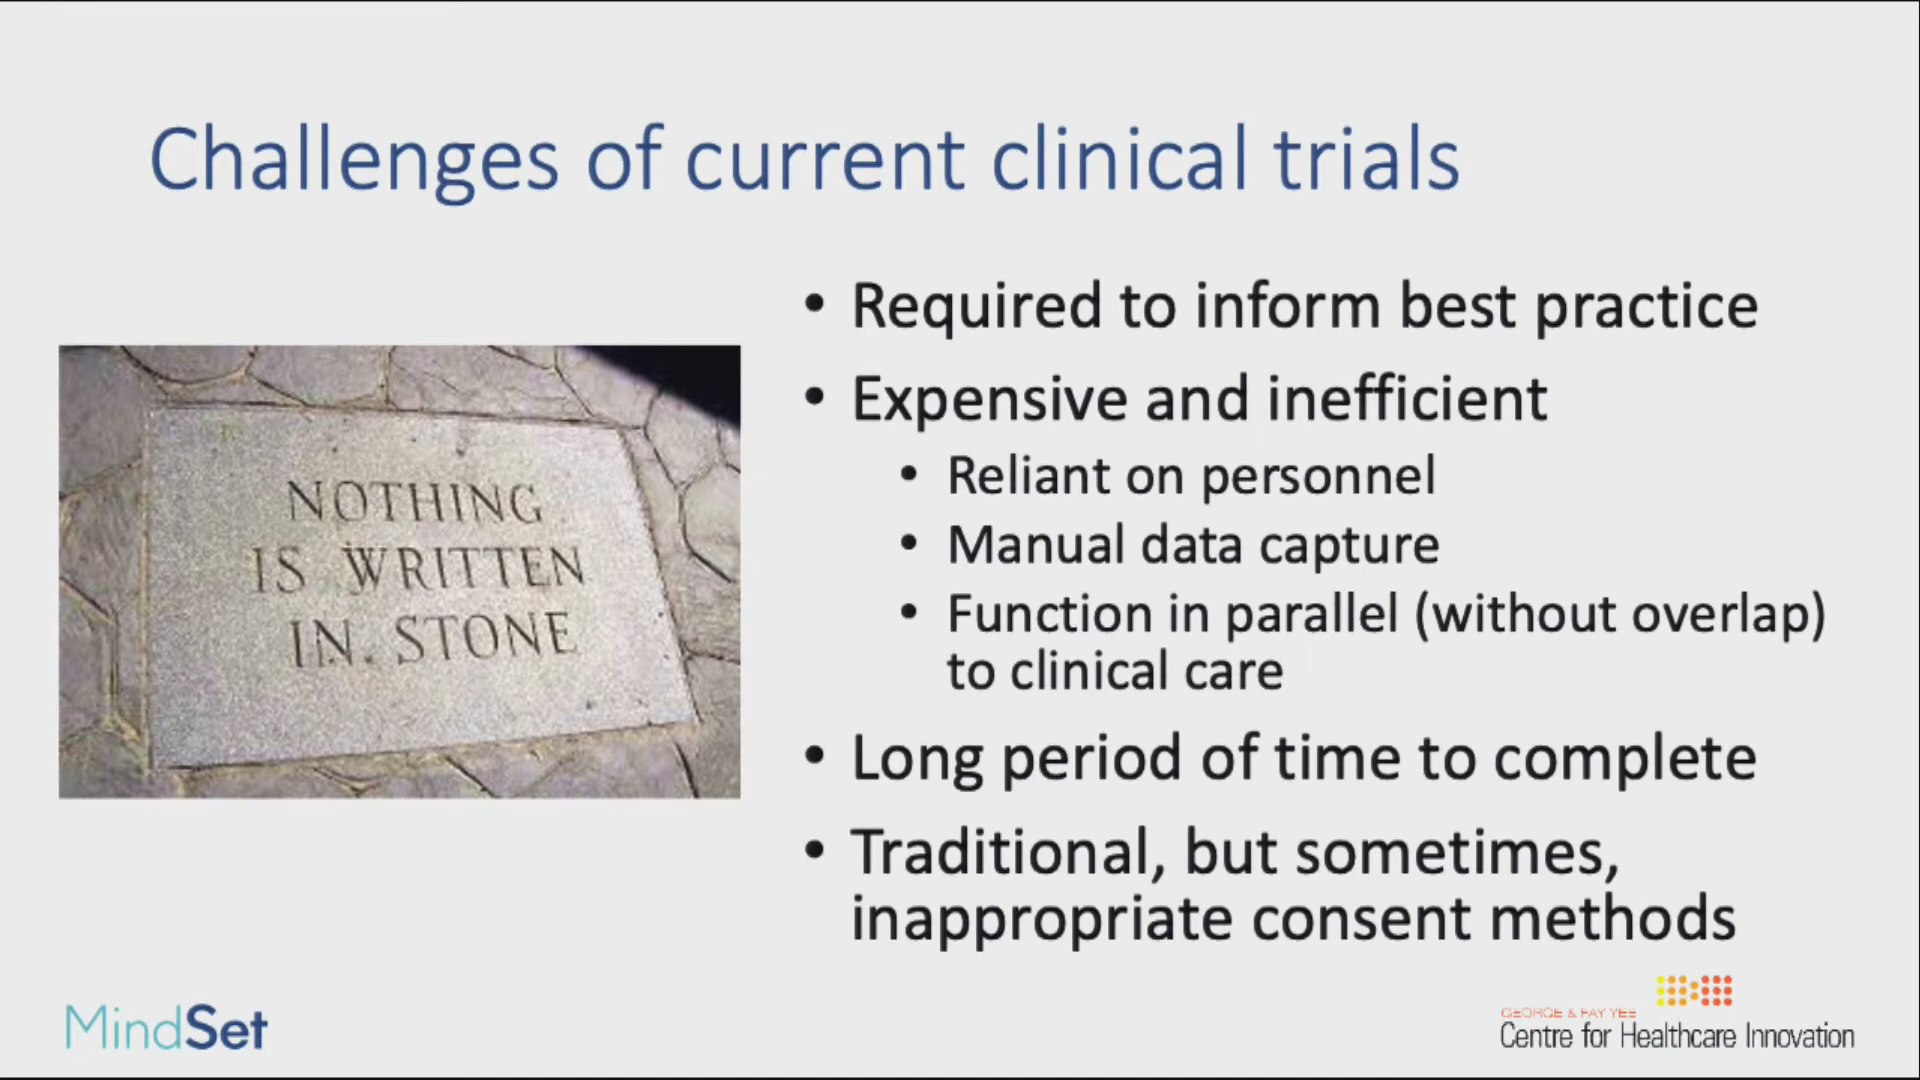 Challenges of current clinical trials
NOTHING
IS WRITTEN
IN. STONE
• Required to inform best practice
• Expensive and inefficient
• Reliant on personnel
• Manual data capture
• Function in parallel (without overlap)
to clinical care
• Long period of time to complete
• Traditional, but sometimes,
inappropriate consent methods
MindSet
GEORGE & FAY YEE
Centre for Healthcare Innovation